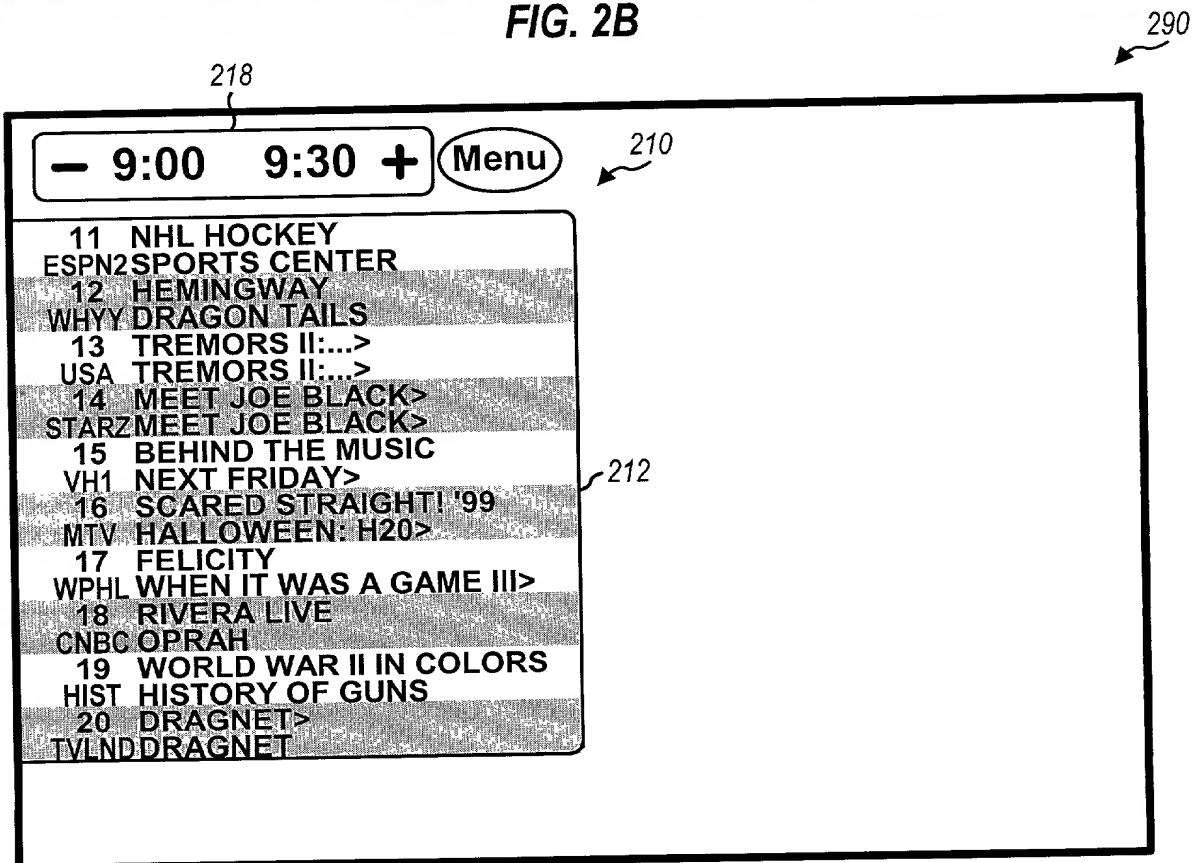 FIG. 2B
290
218
− 9:00 9:30 + Menu
210
11 NHL HOCKEY
ESPN2 SPORTS CENTER
12 HEMINGWAY
WHYY DRAGON TAILS
13 TREMORS II:...>
USA TREMORS II:...>
14 MEET JOE BLACK>
STARZ MEET JOE BLACK>
15 BEHIND THE MUSIC
VH1 NEXT FRIDAY>
212
16 SCARED STRAIGHT! '99
MTV HALLOWEEN: H20>
17 FELICITY
WPHL WHEN IT WAS A GAME III>
18 RIVERA LIVE
CNBC OPRAH
19 WORLD WAR II IN COLORS
HIST HISTORY OF GUNS
20 DRAGNET>
TVLND DRAGNET